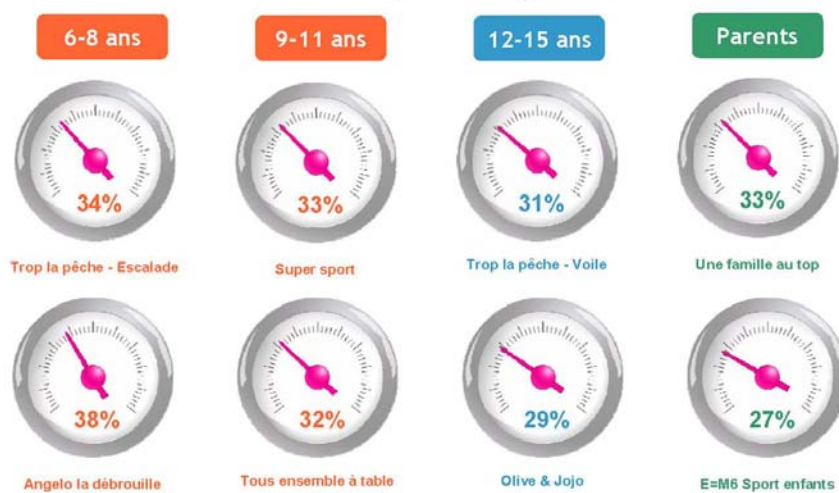 6-8 ans
9-11 ans
12-15 ans
Parents
34%
33%
31%
33%
Trop la pêche - Escalade
Super sport
Trop la pêche - Voile
Une famille au top
38%
32%
29%
27%
Angelo la débrouille
Tous ensemble à table
Olive & Jojo
E=M6 Sport enfants